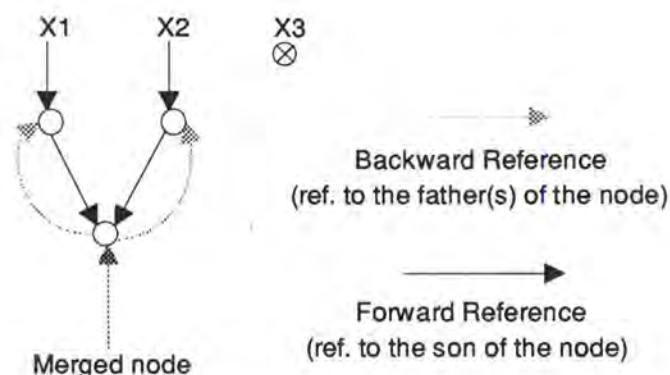 X1 X2 X3
Backward Reference
(ref. to the father(s) of the node)
Forward Reference
(ref. to the son of the node)
Merged node